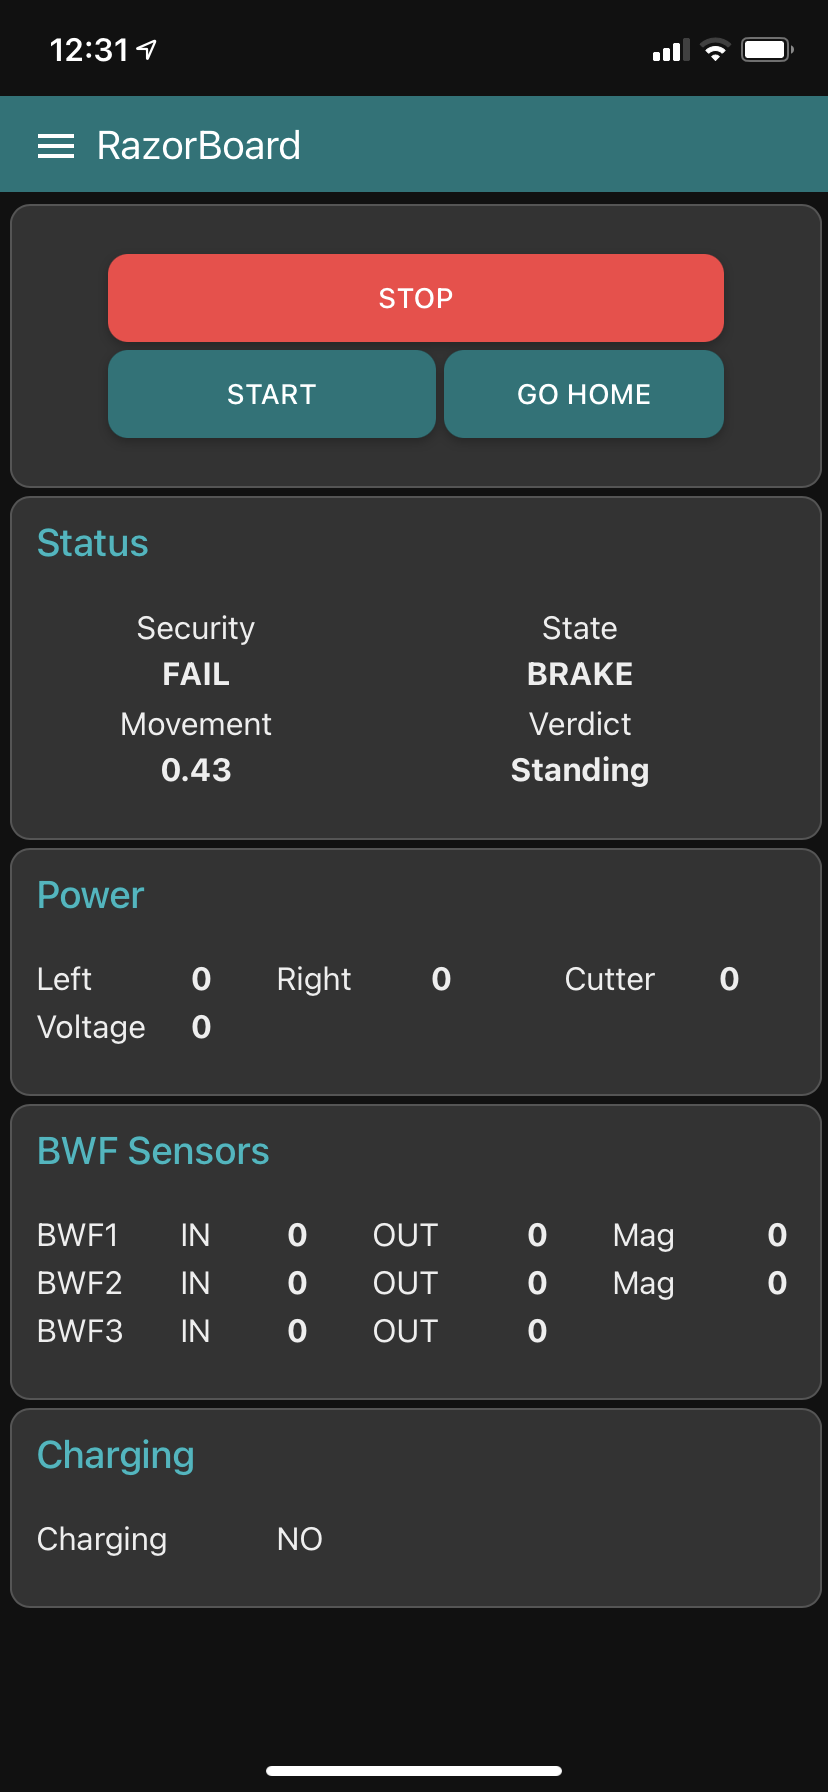 12:31
RazorBoard
STOP
START GO HOME
Status
Security State
FAIL BRAKE
Movement Verdict
0.43 Standing
Power
Left 0 Right 0 Cutter 0
Voltage 0
BWF Sensors
BWF1 IN 0 OUT 0 Mag 0
BWF2 IN 0 OUT 0 Mag 0
BWF3 IN 0 OUT 0
Charging
Charging NO